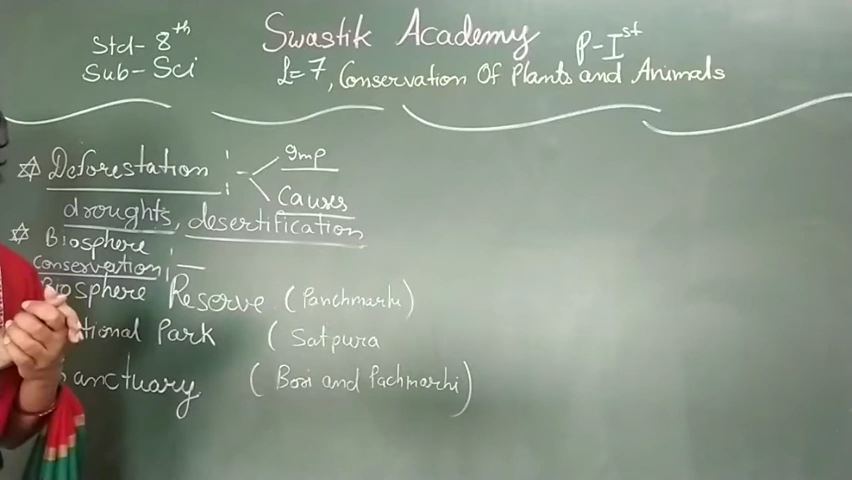 Std- 8th
Sub- Sci
Swastik Academy
P-Ist
L=7, Conservation Of Plants and Animals
Deforestation :- Imp
Causes
droughts, desertification
Biosphere
conservation :-
Biosphere Reserve (Panchmarhi)
tional Park (Satpura
Sanctuary (Bori and Pachmarhi)